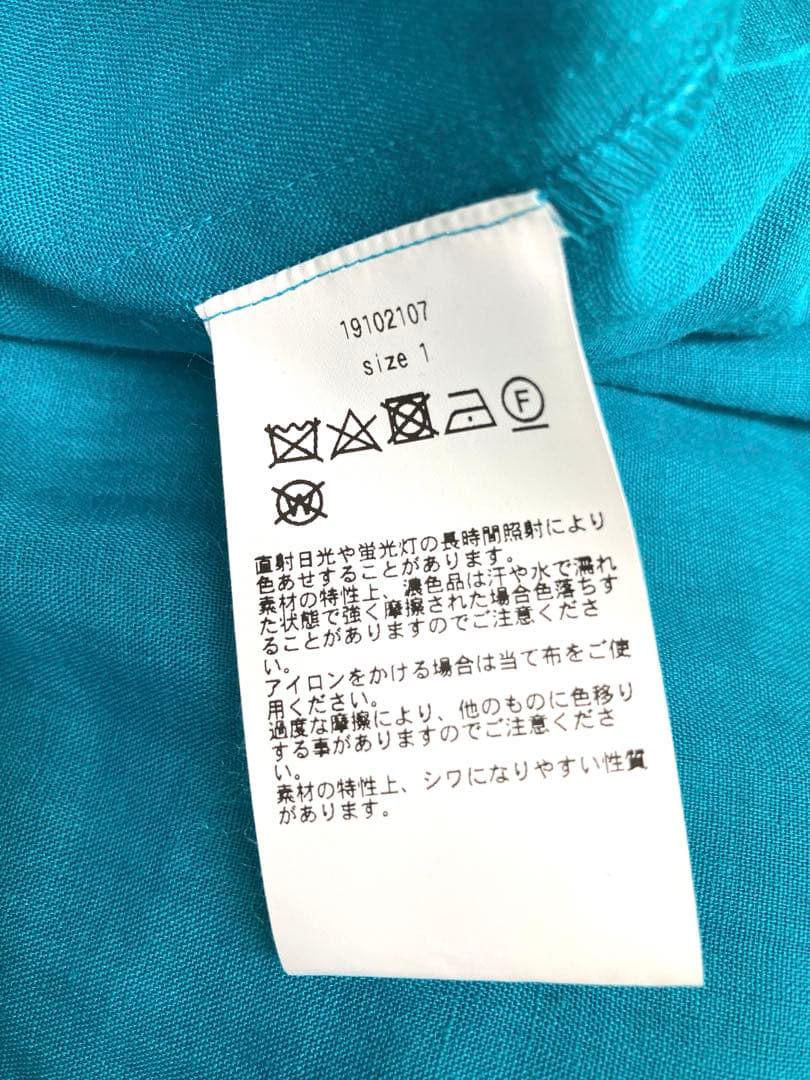 19102107
size 1
F
W
直射日光や蛍光灯の長時間照射により
色あせすることがあります。
素材の特性上、濃色品は汗や水で濡れ
た状態で強く摩擦された場合色落ちす
ることがありますのでご注意くださ
い。
アイロンをかける場合は当て布をご使
用ください。
過度な摩擦により、他のものに色移り
する事がありますのでご注意くださ
い。
素材の特性上、シワになりやすい性質
があります。